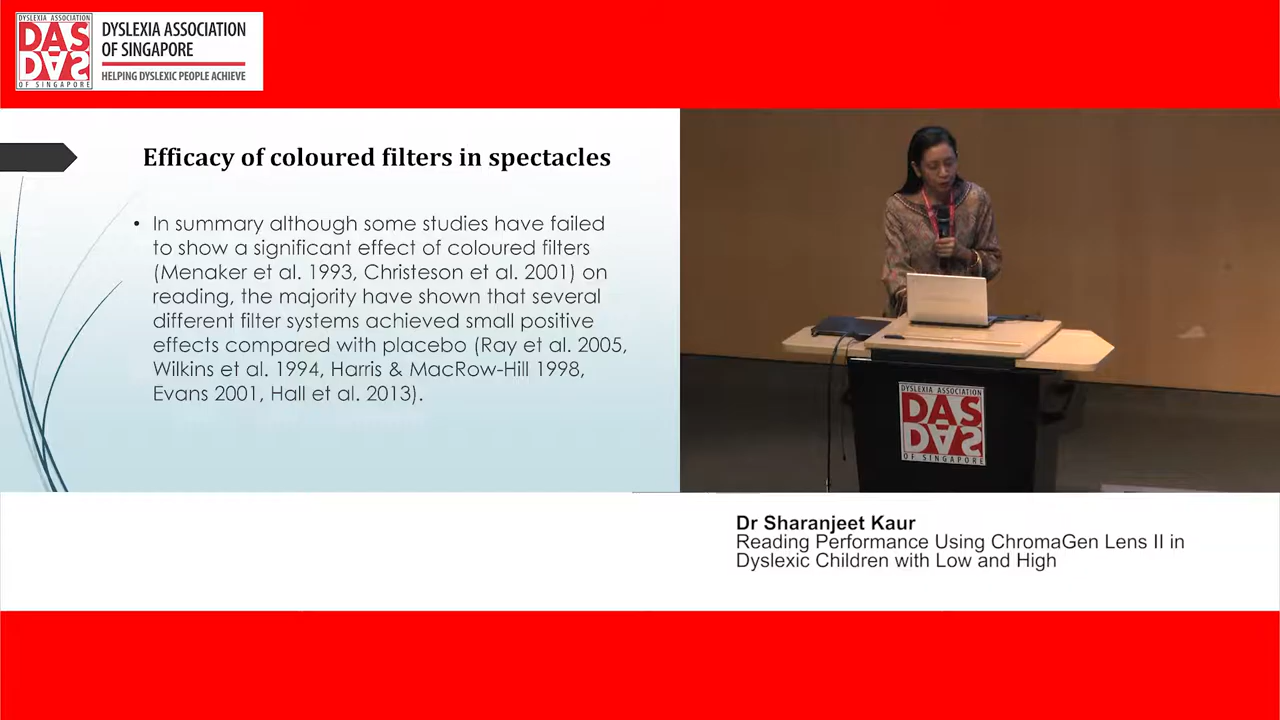 DYSLEXIA ASSOCIATION
DAS
DAS
OF SINGAPORE
DYSLEXIA ASSOCIATION
OF SINGAPORE
HELPING DYSLEXIC PEOPLE ACHIEVE
Efficacy of coloured filters in spectacles
• In summary although some studies have failed
to show a significant effect of coloured filters
(Menaker et al. 1993, Christeson et al. 2001) on
reading, the majority have shown that several
different filter systems achieved small positive
effects compared with placebo (Ray et al. 2005,
Wilkins et al. 1994, Harris & MacRow-Hill 1998,
Evans 2001, Hall et al. 2013).
DYSLEXIA ASSOCIATION
DAS
DAS
OF SINGAPORE
Dr Sharanjeet Kaur
Reading Performance Using ChromaGen Lens II in
Dyslexic Children with Low and High